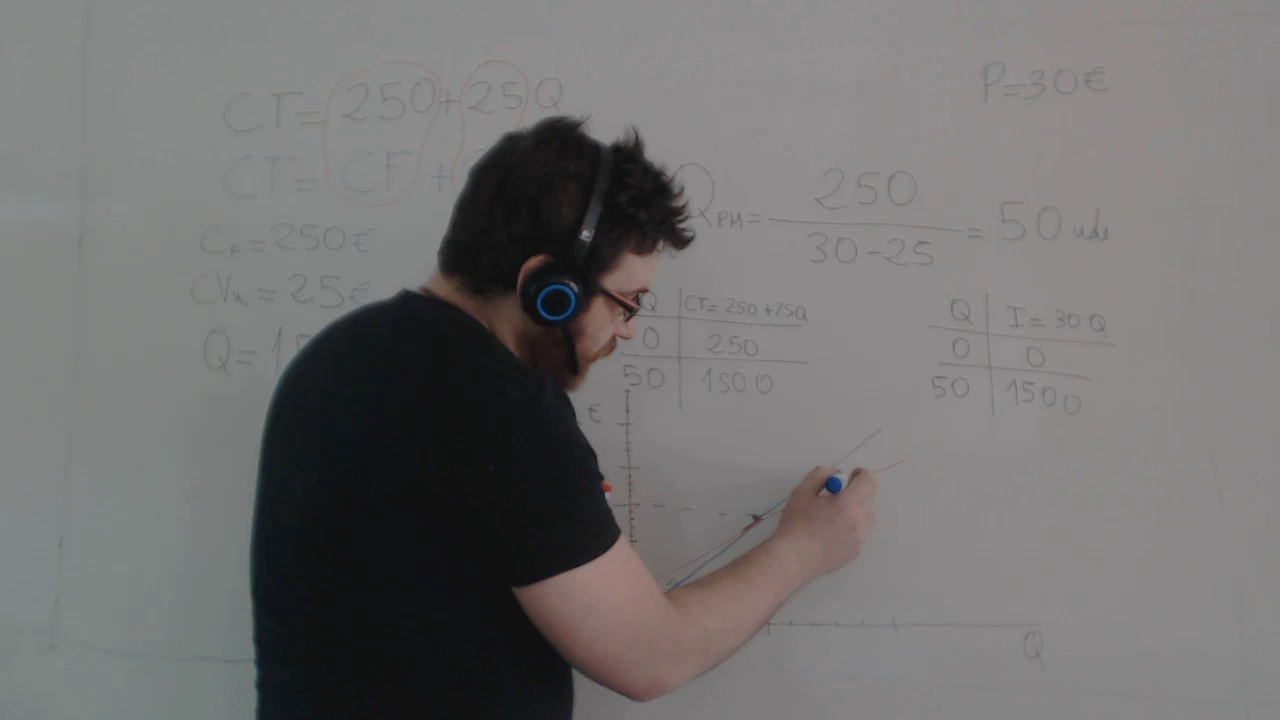 CT= 250+25Q
CT= CF +
CF=250€
CVu = 25€
Q= 1
P=30€
QPM= 250 / 30-25 = 50 uds
Q | CT= 250 +25Q
0 | 250
50 | 1500
Q | I= 30 Q
0 | 0
50 | 1500
€
Q